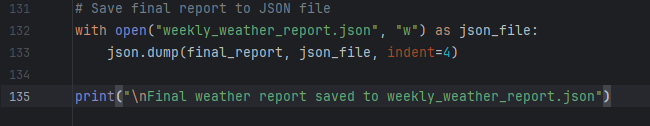 131 # Save final report to JSON file
132 with open("weekly_weather_report.json", "w") as json_file:
133     json.dump(final_report, json_file, indent=4)
134
135 print("\nFinal weather report saved to weekly_weather_report.json")